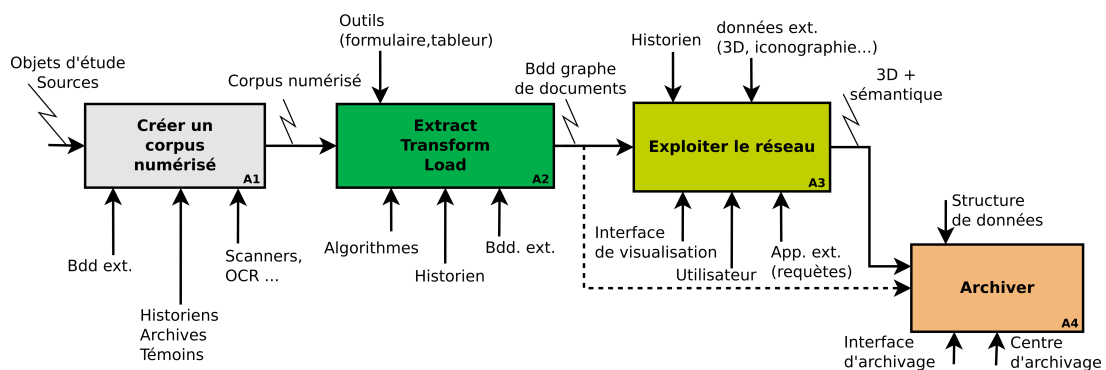 Objets d'étude
Sources
Créer un
corpus
numérisé
A1
Bdd ext.
Historiens
Archives
Témoins
Scanners,
OCR ...
Corpus numérisé
Outils
(formulaire,tableur)
Extract
Transform
Load
A2
Algorithmes
Historien
Bdd. ext.
Bdd graphe
de documents
Historien
données ext.
(3D, iconographie...)
Exploiter le réseau
A3
Interface
de visualisation
Utilisateur
App. ext.
(requètes)
3D +
sémantique
Structure
de données
Archiver
A4
Interface
d'archivage
Centre
d'archivage